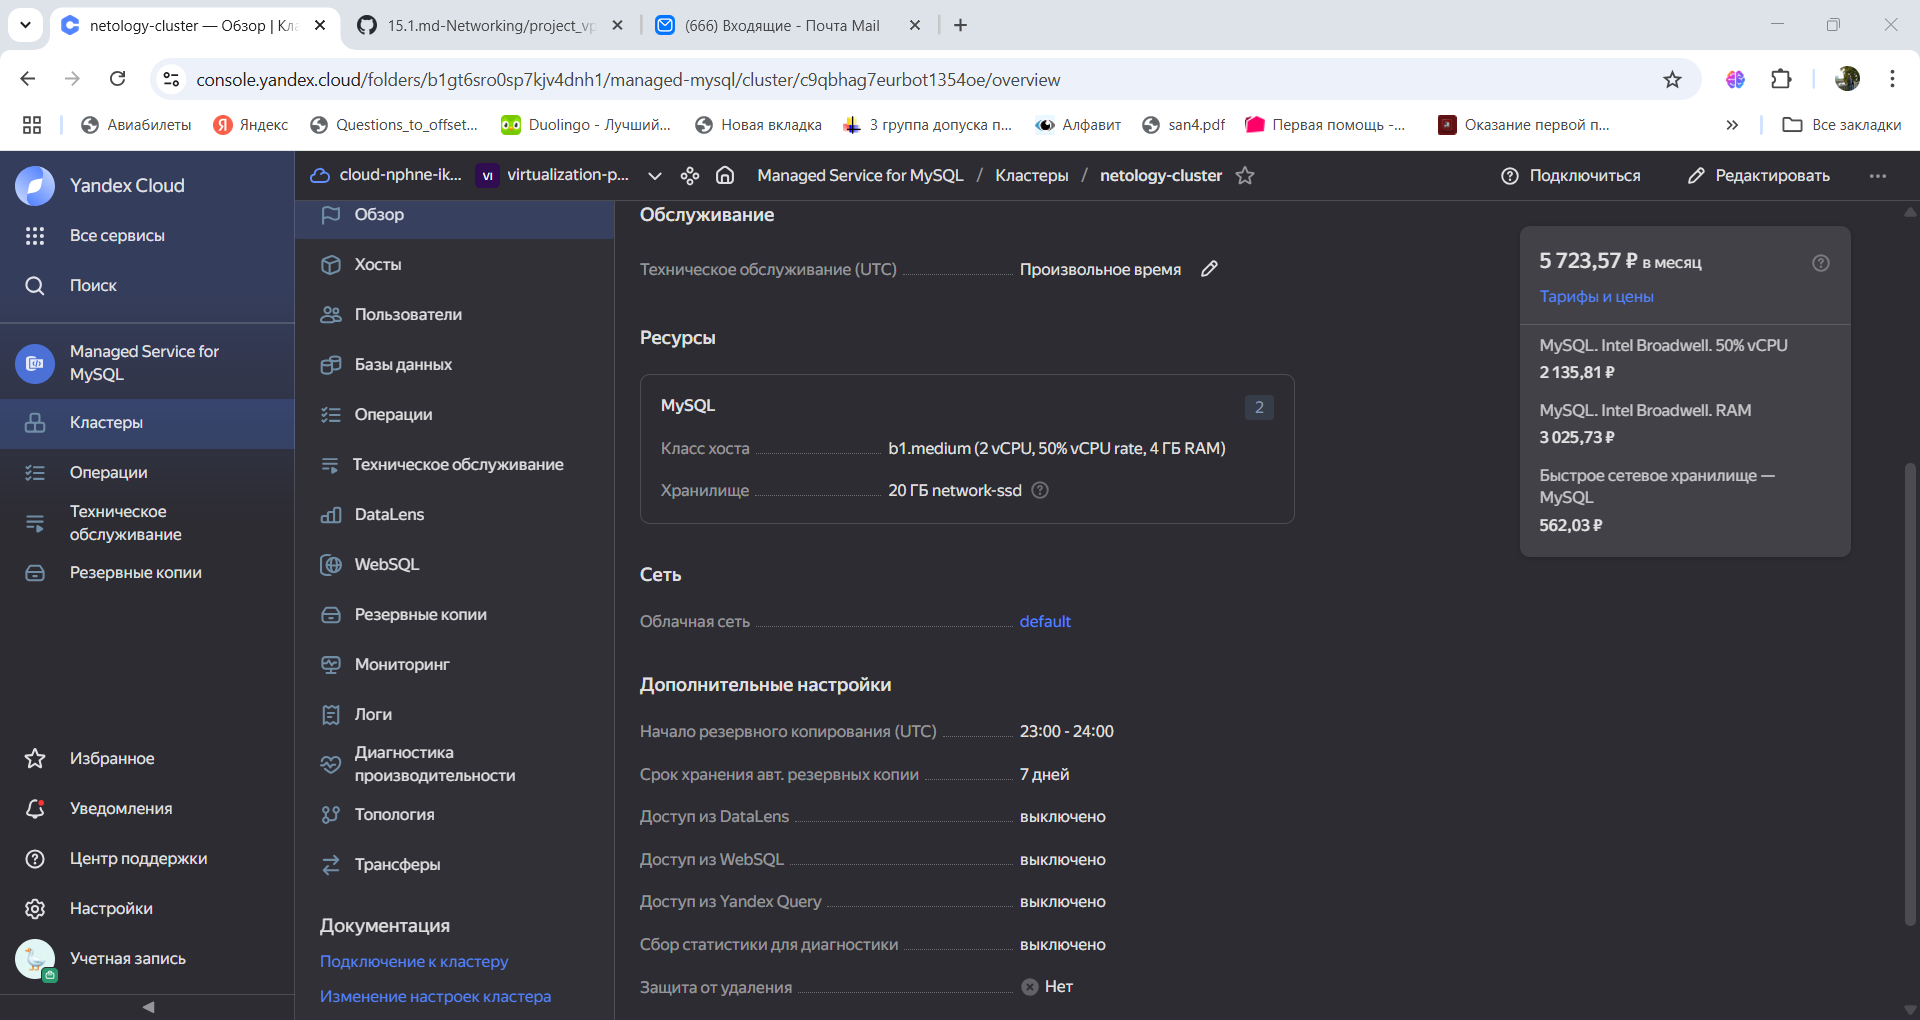 netology-cluster — Обзор | Кла
15.1.md-Networking/project_vp
(666) Входящие - Почта Mail
console.yandex.cloud/folders/b1gt6sro0sp7kjv4dnh1/managed-mysql/cluster/c9qbhag7eurbot1354oe/overview
Авиабилеты
Яндекс
Questions_to_offset...
Duolingo - Лучший...
Новая вкладка
3 группа допуска п...
Алфавит
san4.pdf
Первая помощь -...
Оказание первой п...
Все закладки
Yandex Cloud
Все сервисы
Поиск
Managed Service for
MySQL
Кластеры
Операции
Техническое
обслуживание
Резервные копии
Избранное
Уведомления
Центр поддержки
Настройки
Учетная запись
cloud-nphne-ik...
VI
virtualization-p...
Managed Service for MySQL / Кластеры / netology-cluster
Подключиться
Редактировать
Обзор
Хосты
Пользователи
Базы данных
Операции
Техническое обслуживание
DataLens
WebSQL
Резервные копии
Мониторинг
Логи
Диагностика
производительности
Топология
Трансферы
Документация
Подключение к кластеру
Изменение настроек кластера
Обслуживание
Техническое обслуживание (UTC) Произвольное время
Ресурсы
MySQL 2
Класс хоста b1.medium (2 vCPU, 50% vCPU rate, 4 ГБ RAM)
Хранилище 20 ГБ network-ssd
Сеть
Облачная сеть default
Дополнительные настройки
Начало резервного копирования (UTC) 23:00 - 24:00
Срок хранения авт. резервных копии 7 дней
Доступ из DataLens выключено
Доступ из WebSQL выключено
Доступ из Yandex Query выключено
Сбор статистики для диагностики выключено
Защита от удаления Нет
5 723,57 ₽ в месяц
Тарифы и цены
MySQL. Intel Broadwell. 50% vCPU
2 135,81 ₽
MySQL. Intel Broadwell. RAM
3 025,73 ₽
Быстрое сетевое хранилище —
MySQL
562,03 ₽